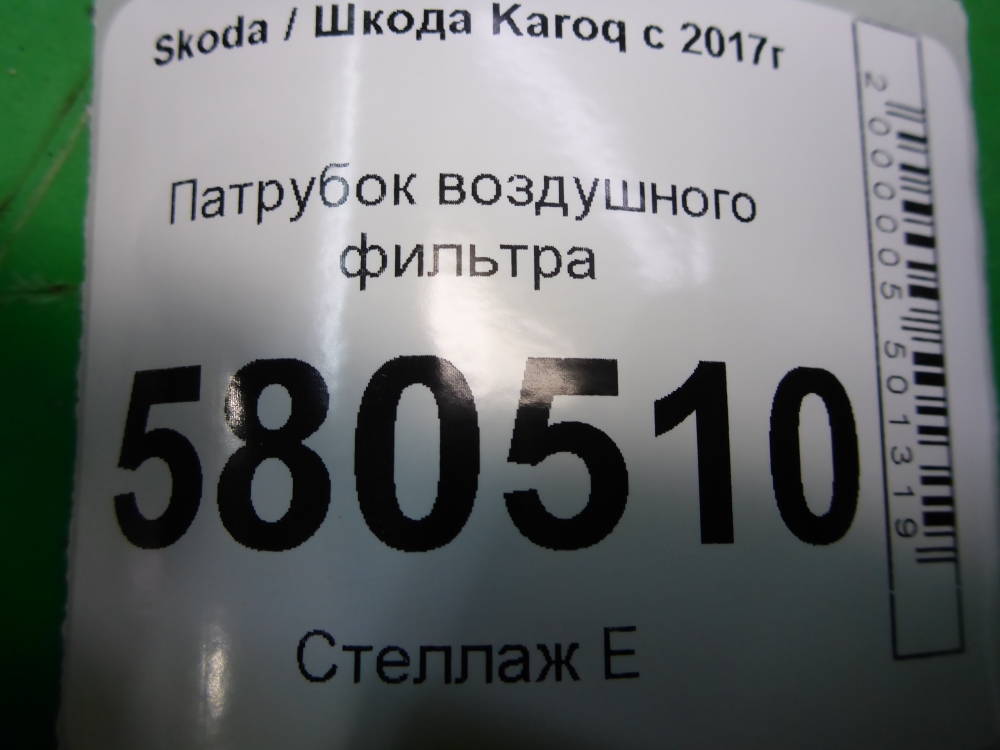 Skoda / Шкода Karoq с 2017г
Патрубок воздушного
фильтра
580510
Стеллаж E
2000005501319